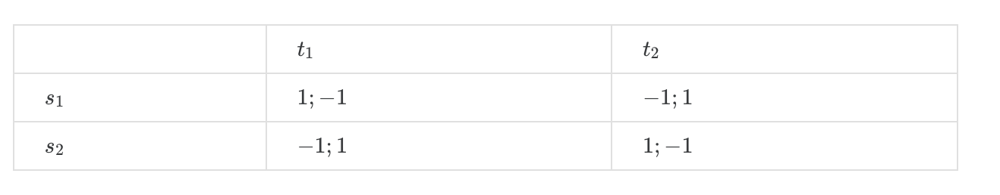 t₁ t₂
s₁ 1; −1 −1; 1
s₂ −1; 1 1; −1